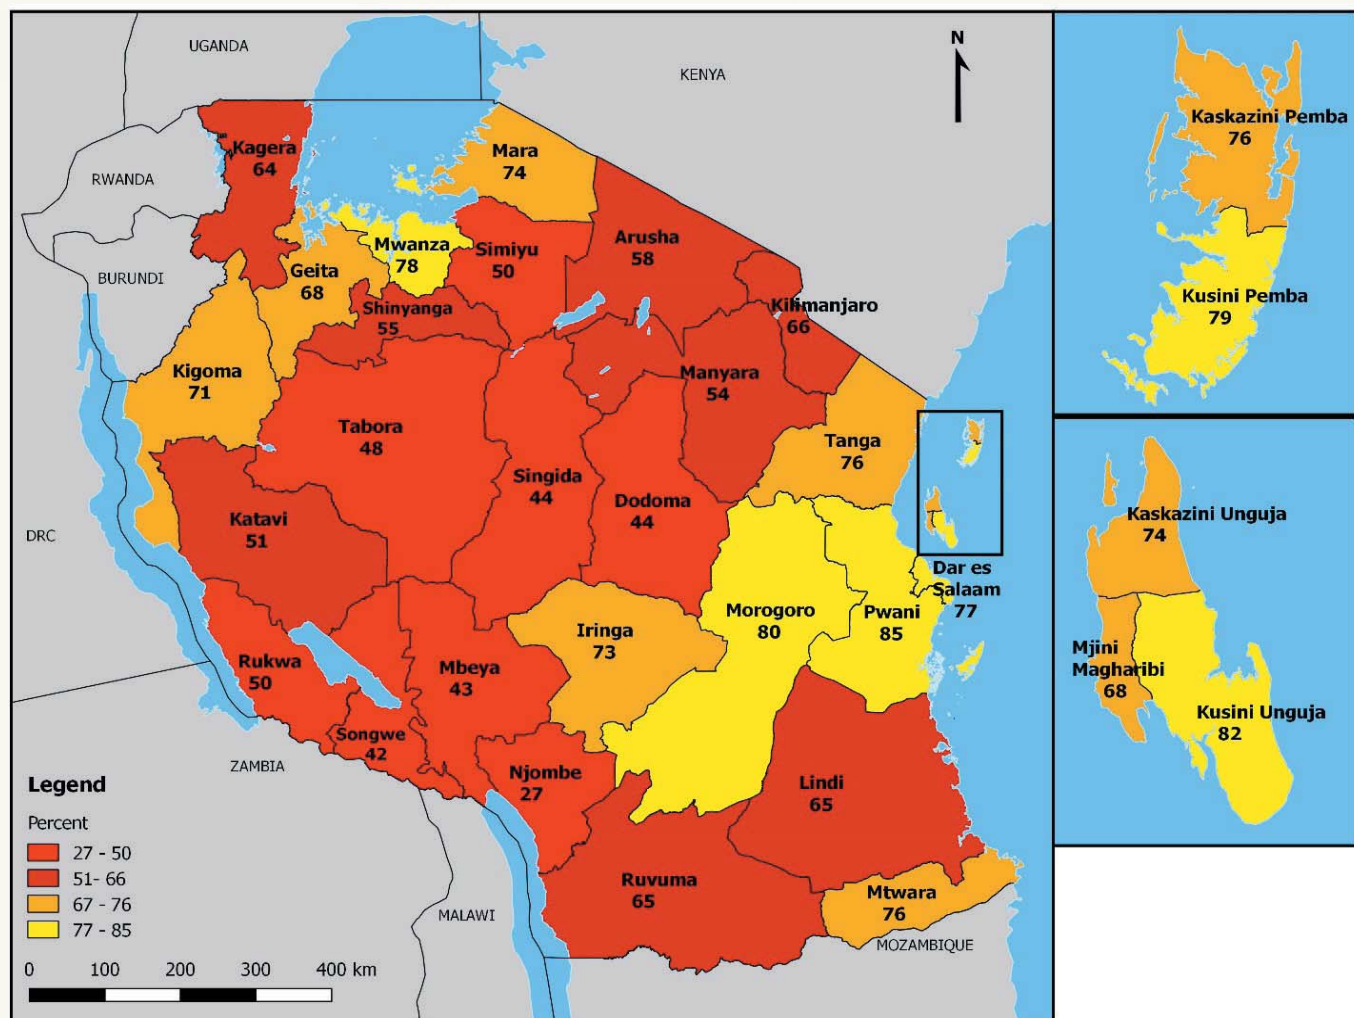 UGANDA
KENYA
N
RWANDA
BURUNDI
DRC
ZAMBIA
MALAWI
MOZAMBIQUE
Kagera
64
Mara
74
Mwanza
78
Simiyu
50
Arusha
58
Geita
68
Shinyanga
55
Kilimanjaro
66
Kigoma
71
Manyara
54
Tabora
48
Tanga
76
Singida
44
Dodoma
44
Katavi
51
Dar es
Salaam
77
Morogoro
80
Pwani
85
Iringa
73
Rukwa
50
Mbeya
43
Songwe
42
Njombe
27
Lindi
65
Ruvuma
65
Mtwara
76
Legend
Percent
27 - 50
51- 66
67 - 76
77 - 85
0 100 200 300 400 km
Kaskazini Pemba
76
Kusini Pemba
79
Kaskazini Unguja
74
Mjini
Magharibi
68
Kusini Unguja
82